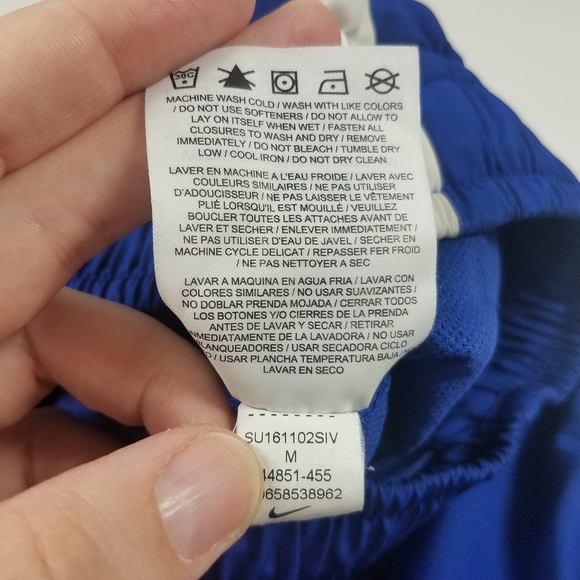 30C
MACHINE WASH COLD / WASH WITH LIKE COLORS
/ DO NOT USE SOFTENERS / DO NOT ALLOW TO
LAY ON ITSELF WHEN WET / FASTEN ALL
CLOSURES TO WASH AND DRY / REMOVE
IMMEDIATELY / DO NOT BLEACH / TUMBLE DRY
LOW / COOL IRON / DO NOT DRY CLEAN
LAVER EN MACHINE A L'EAU FROIDE / LAVER AVEC
COULEURS SIMILAIRES / NE PAS UTILISER
D'ADOUCISSEUR / NE PAS LAISSER LE VÊTEMENT
PLIÉ LORSQU'IL EST MOUILLÉ / VEUILLEZ
BOUCLER TOUTES LES ATTACHES AVANT DE
LAVER ET SECHER / ENLEVER IMMEDIATEMENT /
NE PAS UTILISER D'EAU DE JAVEL / SECHER EN
MACHINE CYCLE DELICAT / REPASSER FER FROID
/ NE PAS NETTOYER A SEC
LAVAR A MAQUINA EN AGUA FRIA / LAVAR CON
COLORES SIMILARES / NO USAR SUAVIZANTES /
NO DOBLAR PRENDA MOJADA / CERRAR TODOS
LOS BOTONES Y/O CIERRES DE LA PRENDA
ANTES DE LAVAR Y SECAR / RETIRAR
INMEDIATAMENTE DE LA LAVADORA / NO USAR
BLANQUEADORES / USAR SECADORA CICLO
/ USAR PLANCHA TEMPERATURA BAJA /
LAVAR EN SECO
SU161102SIV
M
44851-455
0658538962